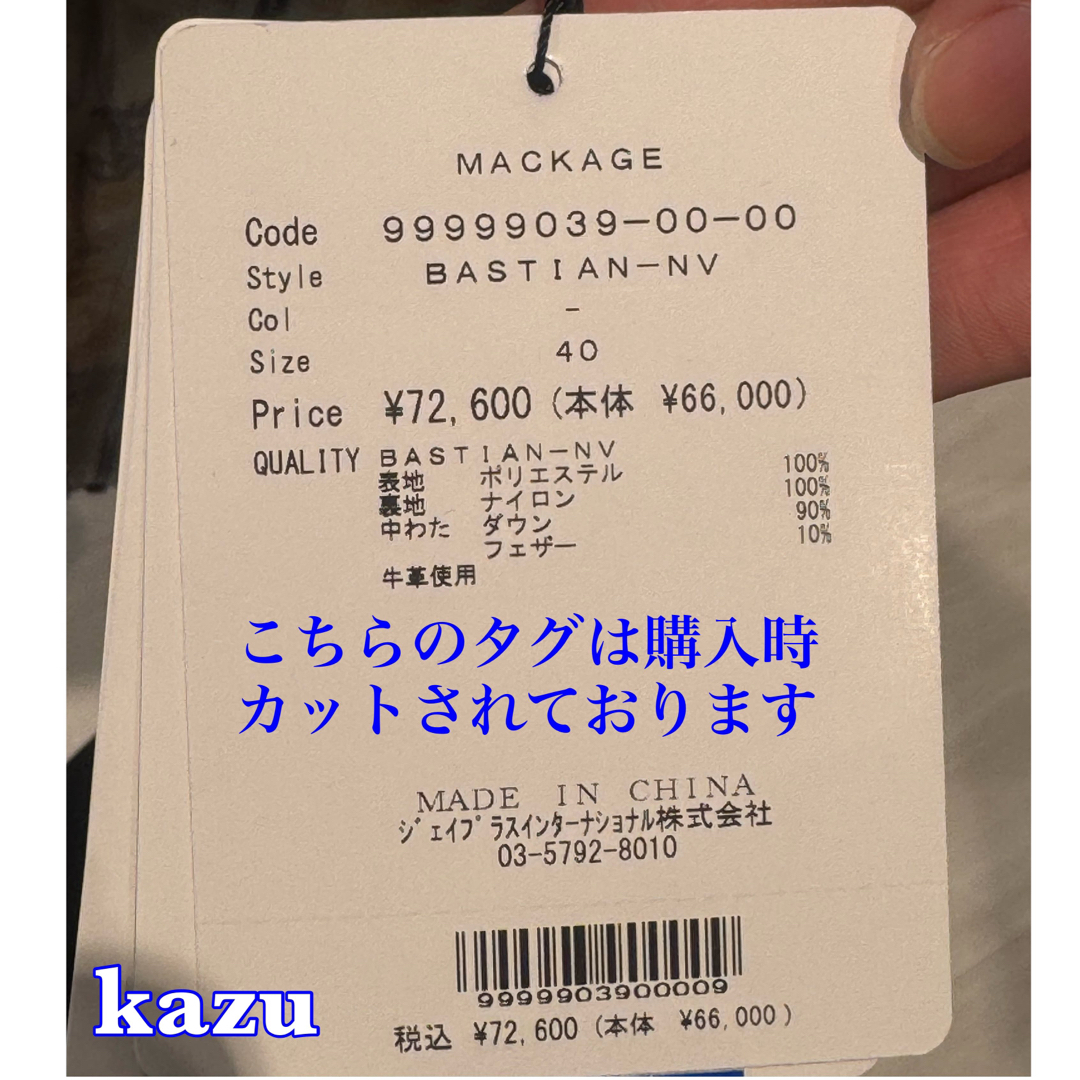 MACKAGE
Code 99999039-00-00
Style BASTIAN-NV
Col -
Size 40
Price ¥72,600 (本体 ¥66,000)
QUALITY BASTIAN-NV
表地 ポリエステル 100%
裏地 ナイロン 100%
中わた ダウン 90%
フェザー 10%
牛革使用
こちらのタグは購入時
カットされております
MADE IN CHINA
ジェイプラスインターナショナル株式会社
03-5792-8010
9999903900009
税込 ¥72,600 (本体 ¥66,000)
kazu